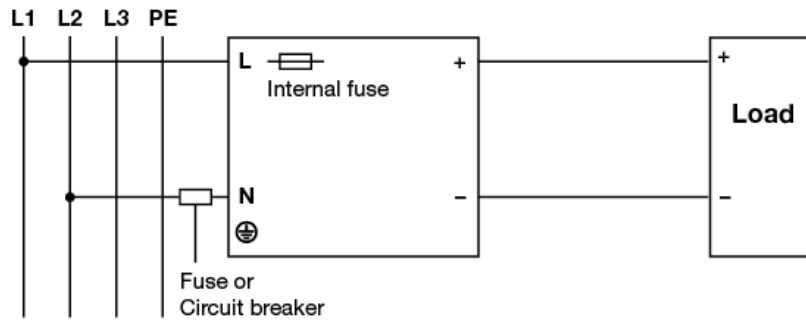 L1 L2 L3 PE
L
Internal fuse
+
+
Load
N
–
–
Fuse or
Circuit breaker